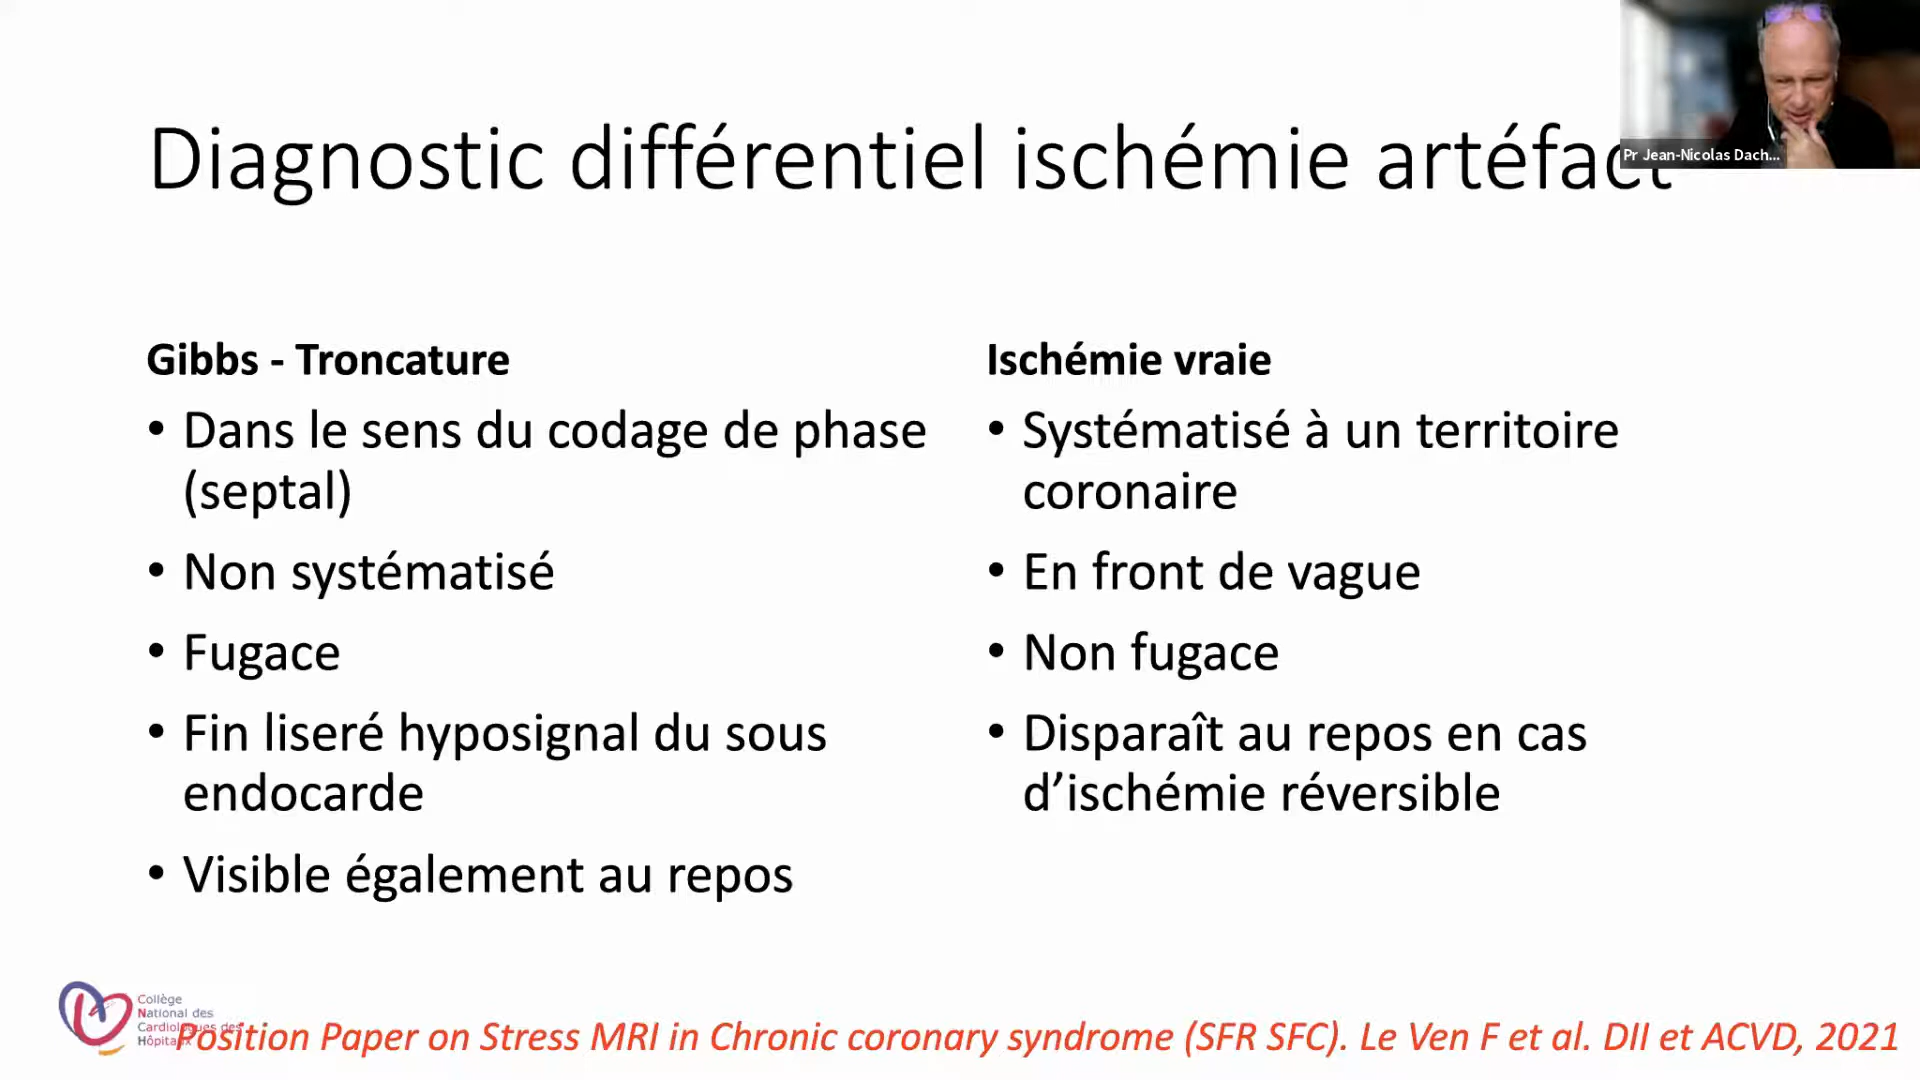 Diagnostic différentiel ischémie artéfact
Pr Jean-Nicolas Dach...
Gibbs - Troncature
• Dans le sens du codage de phase
(septal)
• Non systématisé
• Fugace
• Fin liseré hyposignal du sous
endocarde
• Visible également au repos
Ischémie vraie
• Systématisé à un territoire
coronaire
• En front de vague
• Non fugace
• Disparaît au repos en cas
d’ischémie réversible
Collège
National des
Cardiologues des
Hôpitaux
Position Paper on Stress MRI in Chronic coronary syndrome (SFR SFC). Le Ven F et al. DII et ACVD, 2021